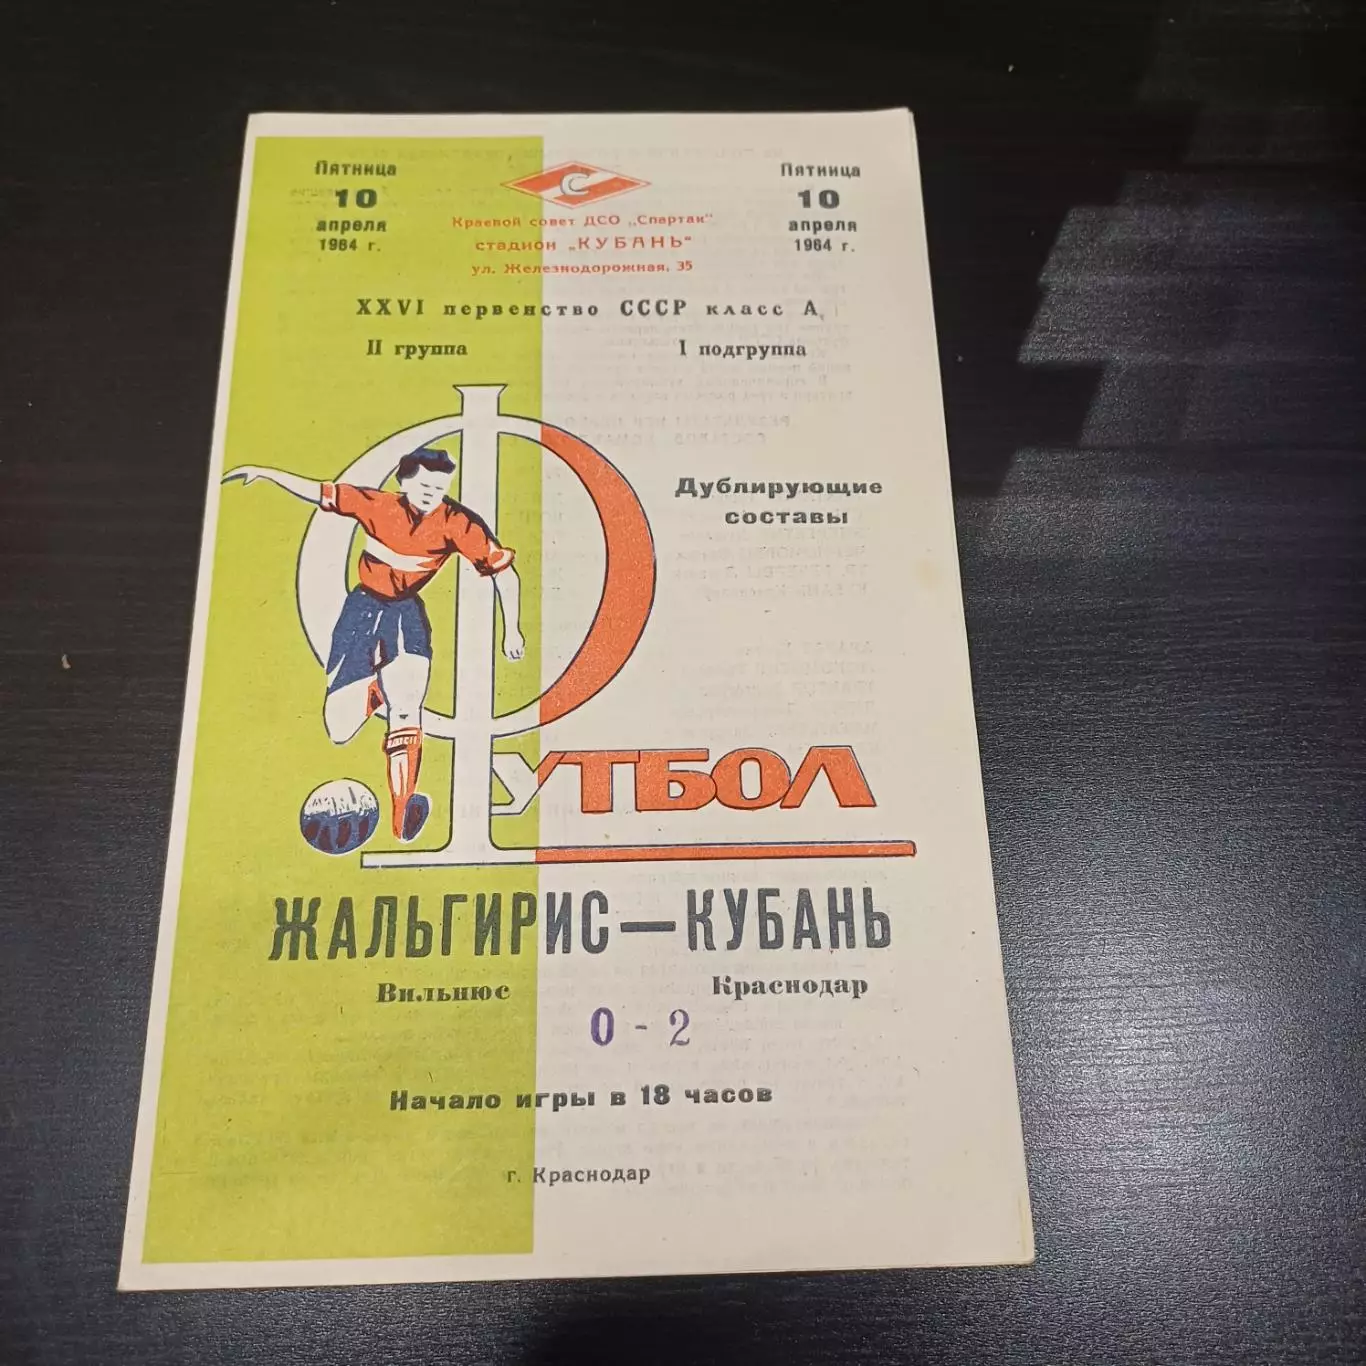 Пятница
10
апреля
1964 г.
С
Краевой совет ДСО „Спартак"
стадион „КУБАНЬ"
ул. Железнодорожная, 35
Пятница
10
апреля
1964 г.
XXVI первенство СССР класс А,
II группа I подгруппа
Дублирующие
составы
ФУТБОЛ
ЖАЛЬГИРИС—КУБАНЬ
Вильнюс Краснодар
0 - 2
Начало игры в 18 часов
г. Краснодар